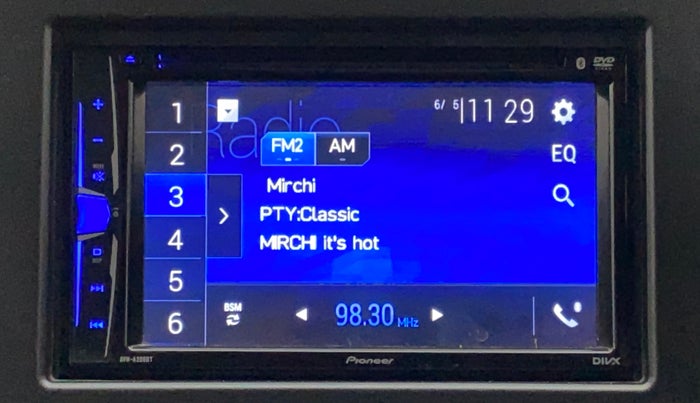 DVD
1
Radio
6/ 5 11 29
2
FM2 AM
EQ
3
Mirchi
PTY:Classic
4
MIRCHI it's hot
5
6
BSM
98.30 MHz
Pioneer
DIVX